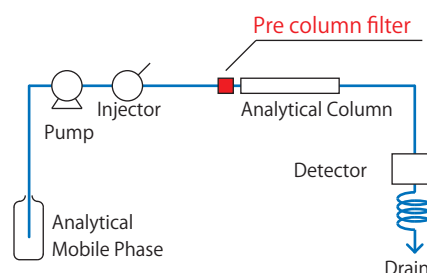 Pre column filter
Injector
Analytical Column
Pump
Detector
Analytical
Mobile Phase
Drain